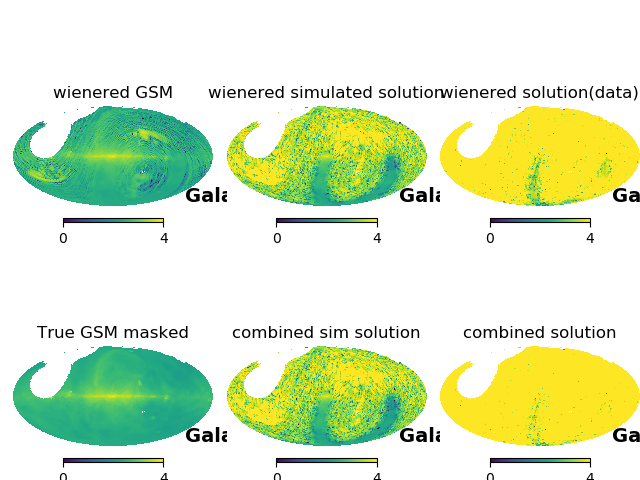 wienered GSM
wienered simulated solution
wienered solution(data)
Gala
Gala
Ga
0 4
0 4
0 4
True GSM masked
combined sim solution
combined solution
Gala
Gala
Ga
0 4
0 4
0 4